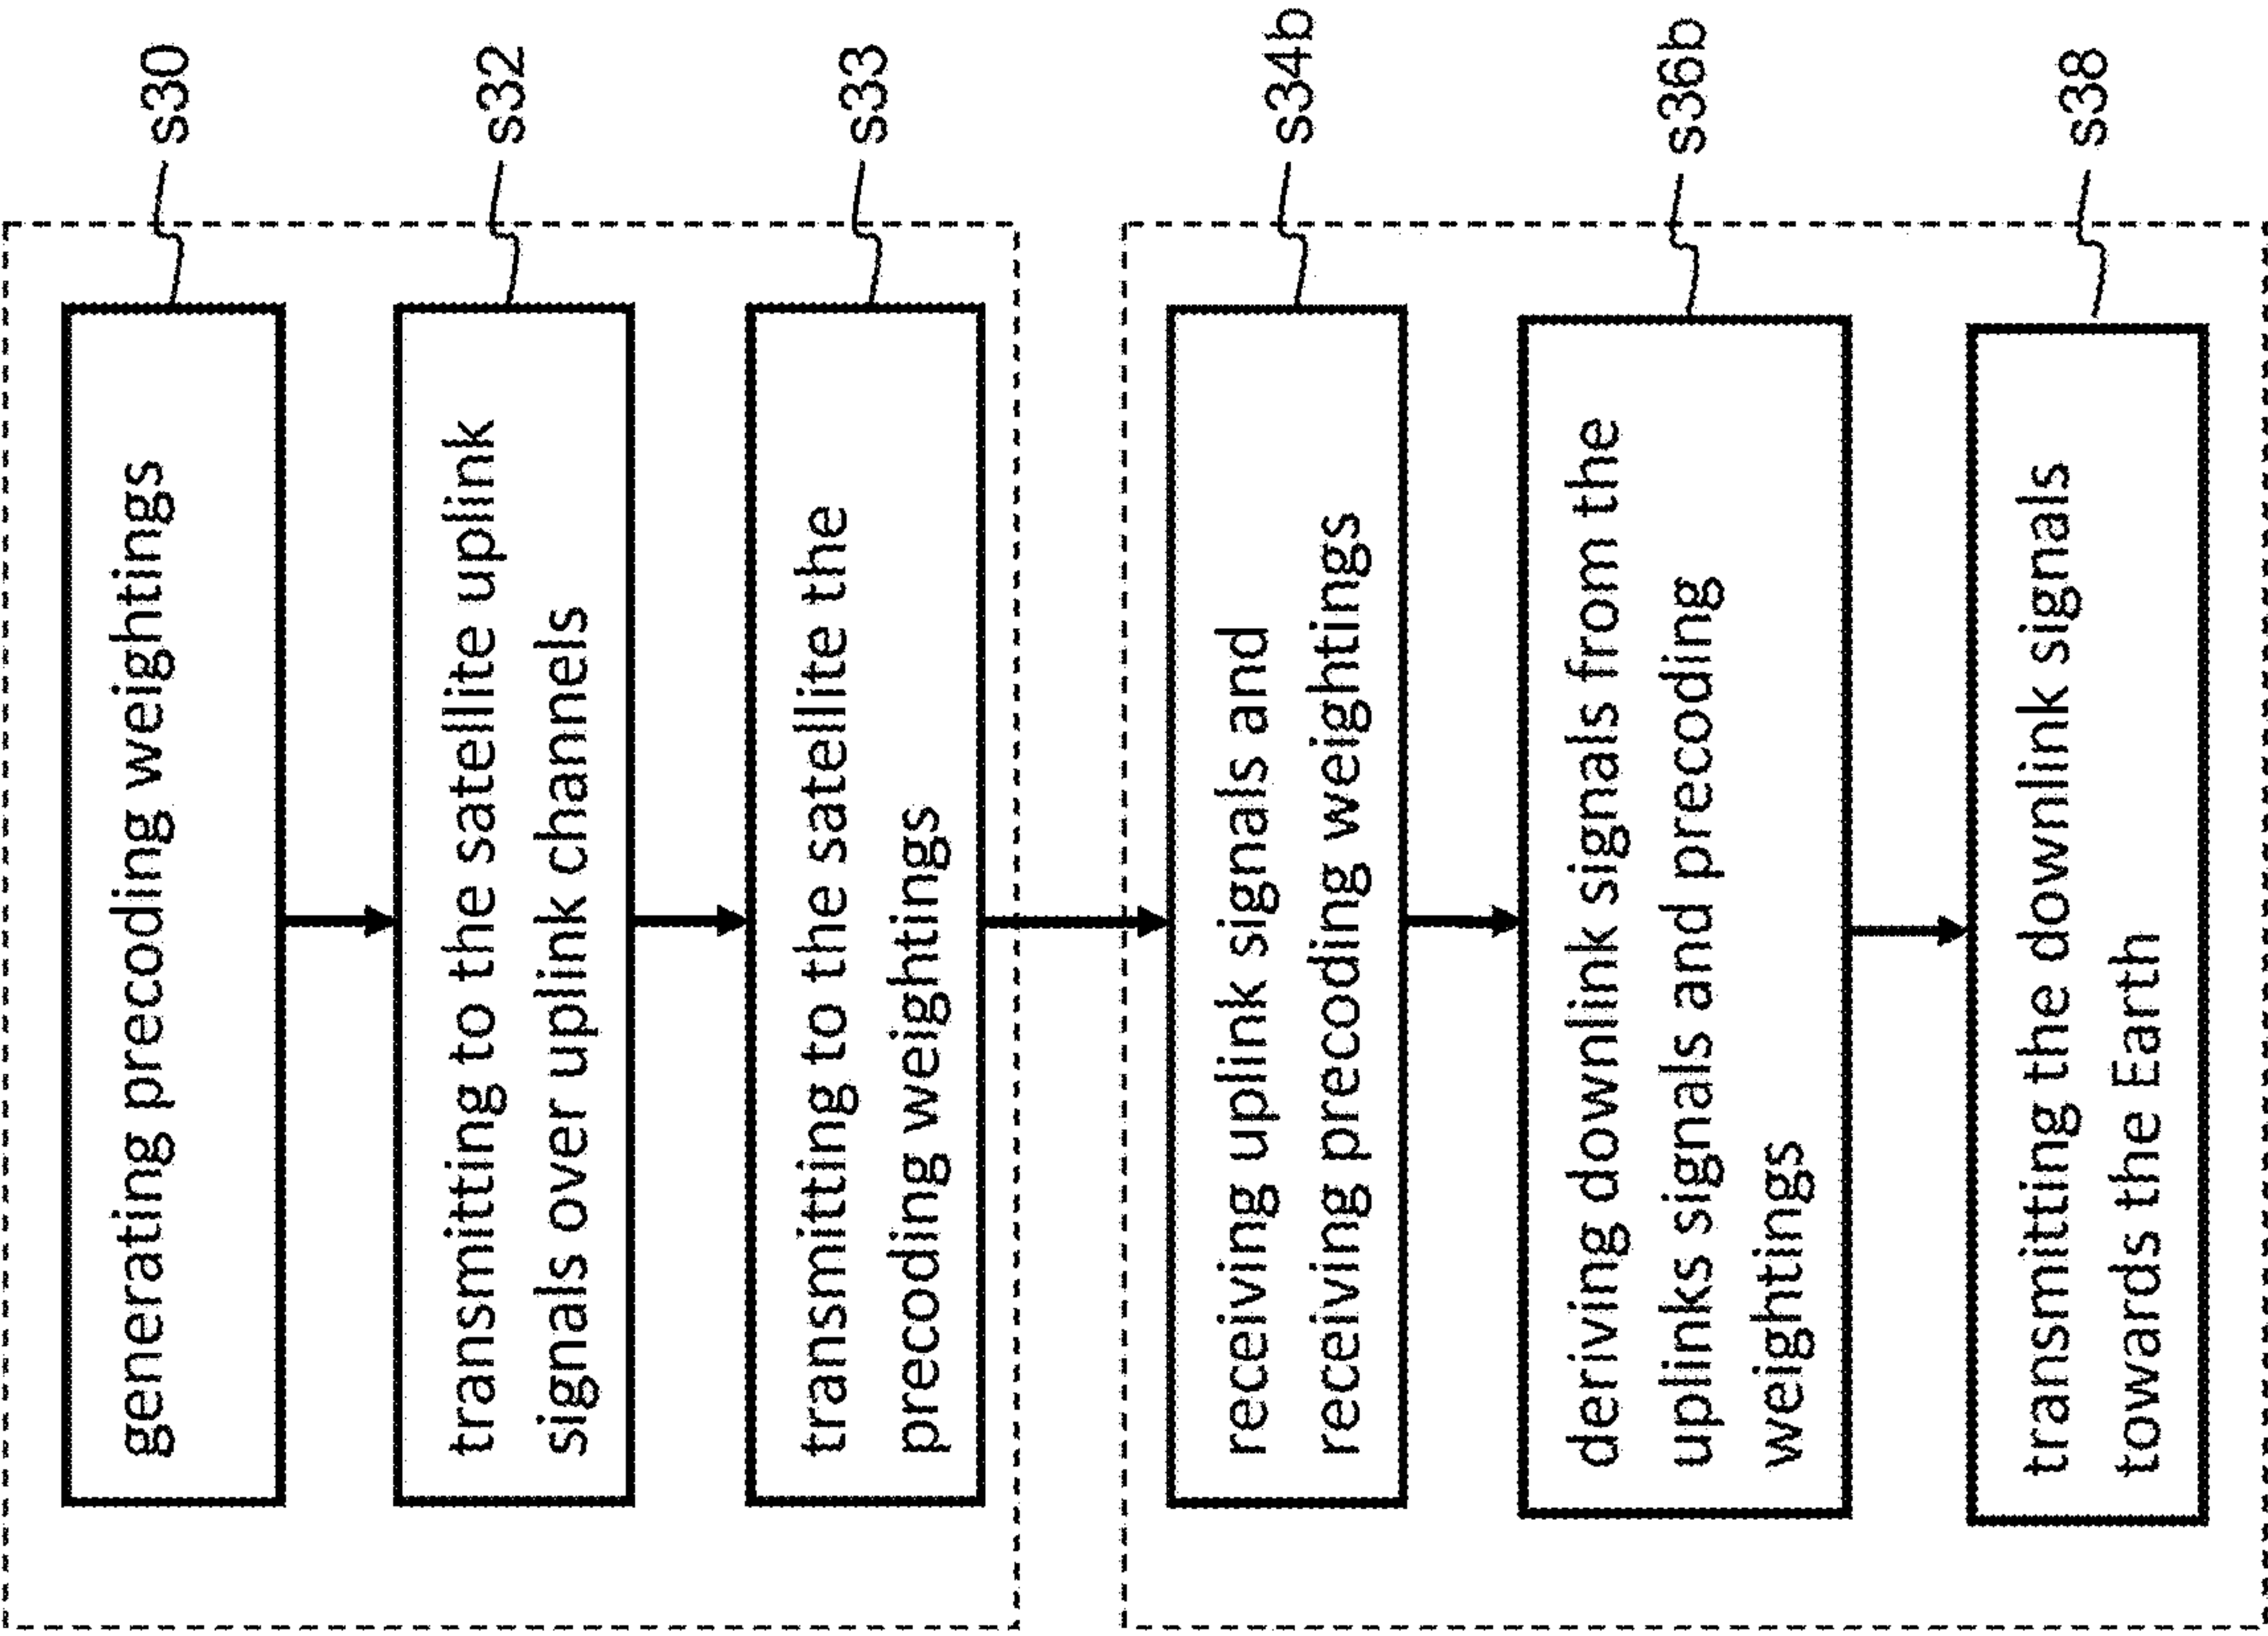 generating precoding weightings
s30
transmitting to the satellite uplink
signals over uplink channels
s32
transmiting to the satellite the
precoding weightings
s33
receiving uplink signals and
receiving precoding weightings
s34b
deriving downlink signals from the
uplinks signals and precoding
weightings
s36b
transmitting the downlink signals
towards the Earth
s38